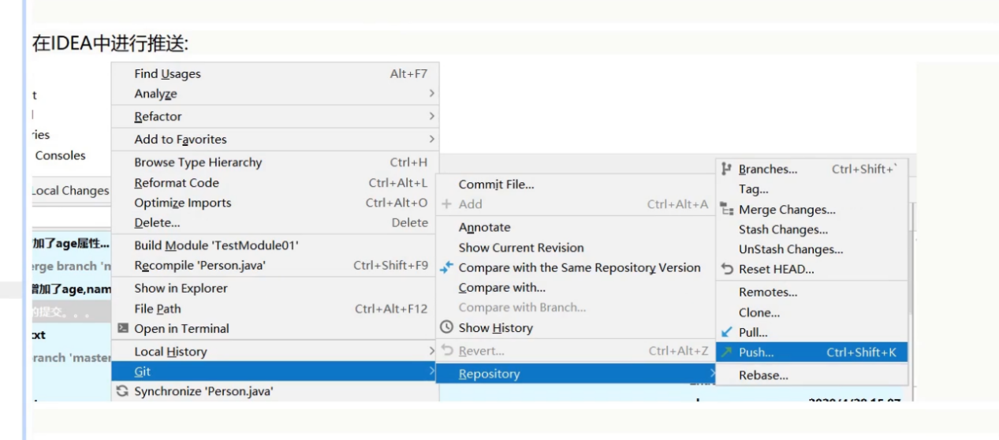 在IDEA中进行推送:
Find Usages Alt+F7
Analyze
Refactor
Add to Favorites
Browse Type Hierarchy Ctrl+H
Reformat Code Ctrl+Alt+L
Optimize Imports Ctrl+Alt+O
Delete... Delete
Build Module 'TestModule01'
Recompile 'Person.java' Ctrl+Shift+F9
Show in Explorer
File Path Ctrl+Alt+F12
Open in Terminal
Local History
Git
Synchronize 'Person.java'
t
ries
Consoles
Local Changes
加了age属性...
erge branch 'm
增加了age,nam
的提交。。。
xt
ranch 'master
Commit File...
Add Ctrl+Alt+A
Annotate
Show Current Revision
Compare with the Same Repository Version
Compare with...
Compare with Branch...
Show History
Revert... Ctrl+Alt+Z
Repository
Branches... Ctrl+Shift+`
Tag...
Merge Changes...
Stash Changes...
UnStash Changes...
Reset HEAD...
Remotes...
Clone...
Pull...
Push... Ctrl+Shift+K
Rebase...